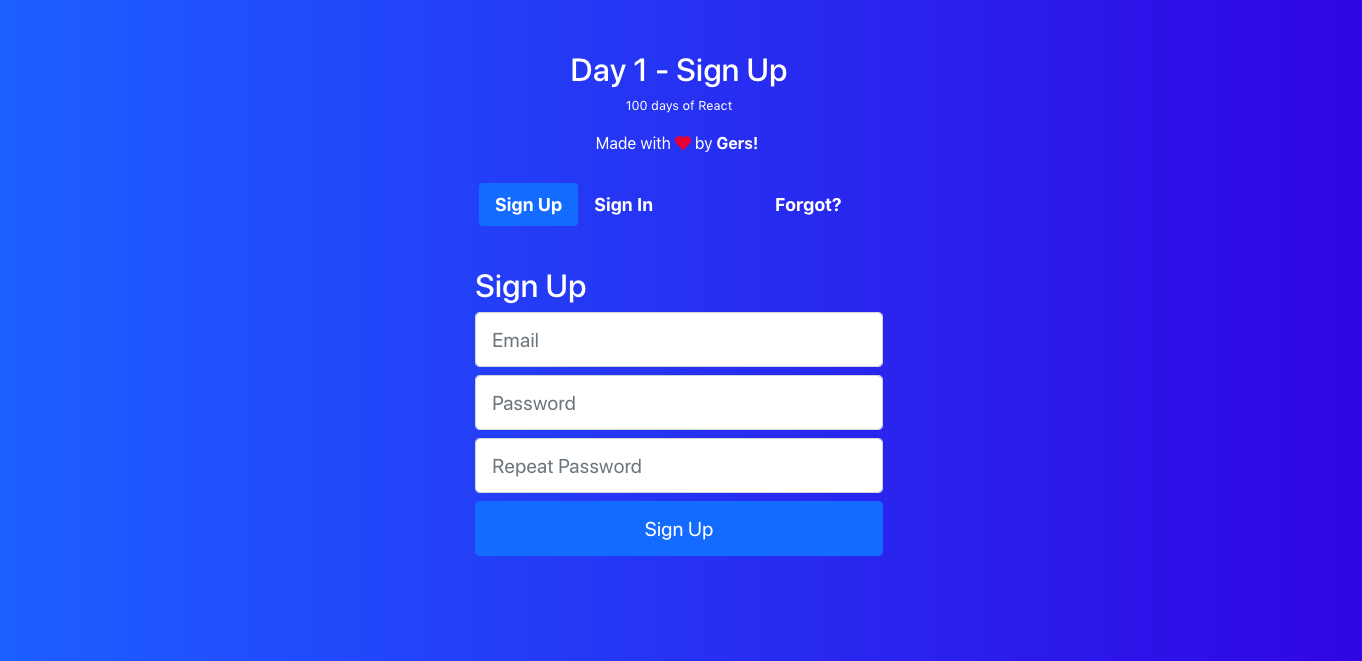 Day 1 - Sign Up
100 days of React
Made with ❤ by Gers!
Sign Up Sign In Forgot?
Sign Up
Email
Password
Repeat Password
Sign Up